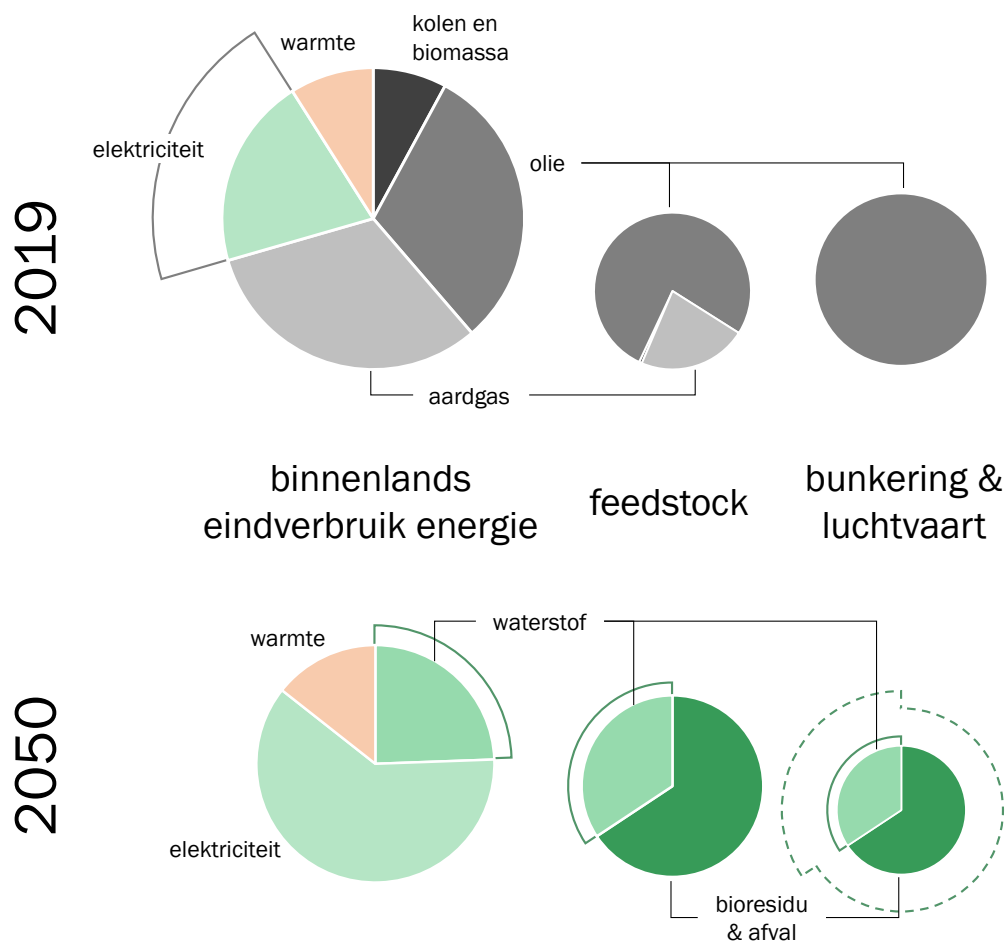 2019
warmte
kolen en
biomassa
elektriciteit
olie
aardgas
binnenlands
eindverbruik energie
feedstock
bunkering &
luchtvaart
2050
warmte
waterstof
elektriciteit
bioresidu
& afval